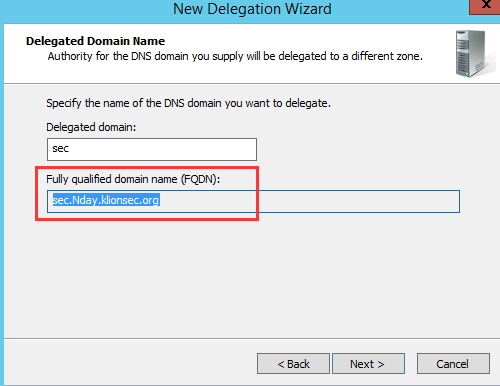 New Delegation Wizard
X
Delegated Domain Name
Authority for the DNS domain you supply will be delegated to a different zone.
Specify the name of the DNS domain you want to delegate.
Delegated domain:
sec
Fully qualified domain name (FQDN):
sec.Nday.klionsec.org
< Back
Next >
Cancel